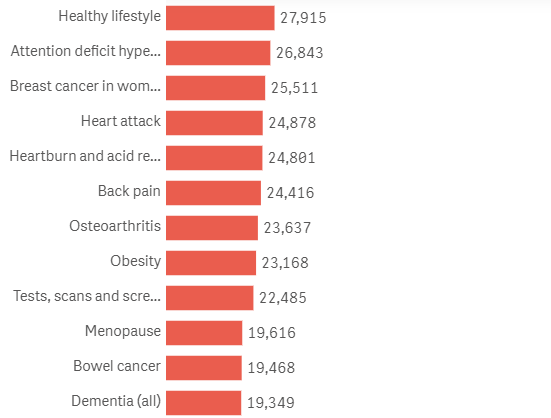 Healthy lifestyle 27,915
Attention deficit hype... 26,843
Breast cancer in wom... 25,511
Heart attack 24,878
Heartburn and acid re... 24,801
Back pain 24,416
Osteoarthritis 23,637
Obesity 23,168
Tests, scans and scre... 22,485
Menopause 19,616
Bowel cancer 19,468
Dementia (all) 19,349